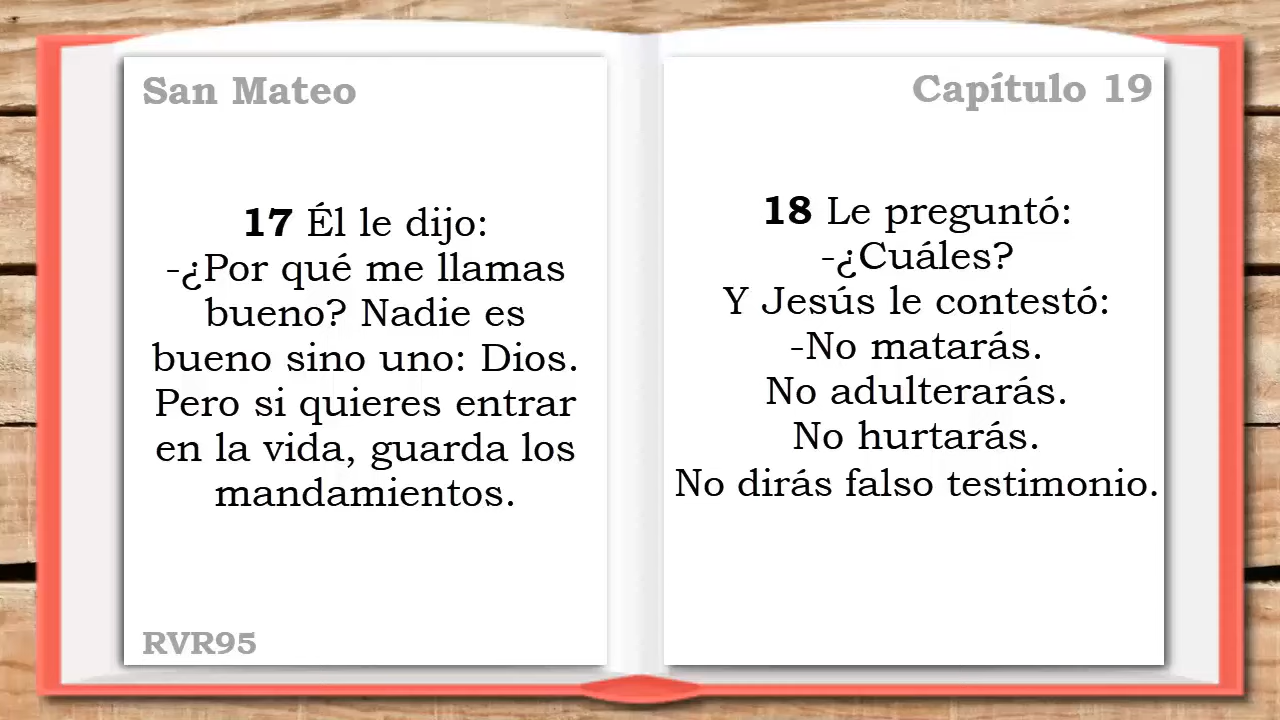 San Mateo
17 Él le dijo:
-¿Por qué me llamas
bueno? Nadie es
bueno sino uno: Dios.
Pero si quieres entrar
en la vida, guarda los
mandamientos.
RVR95
Capítulo 19
18 Le preguntó:
-¿Cuáles?
Y Jesús le contestó:
-No matarás.
No adulterarás.
No hurtarás.
No dirás falso testimonio.